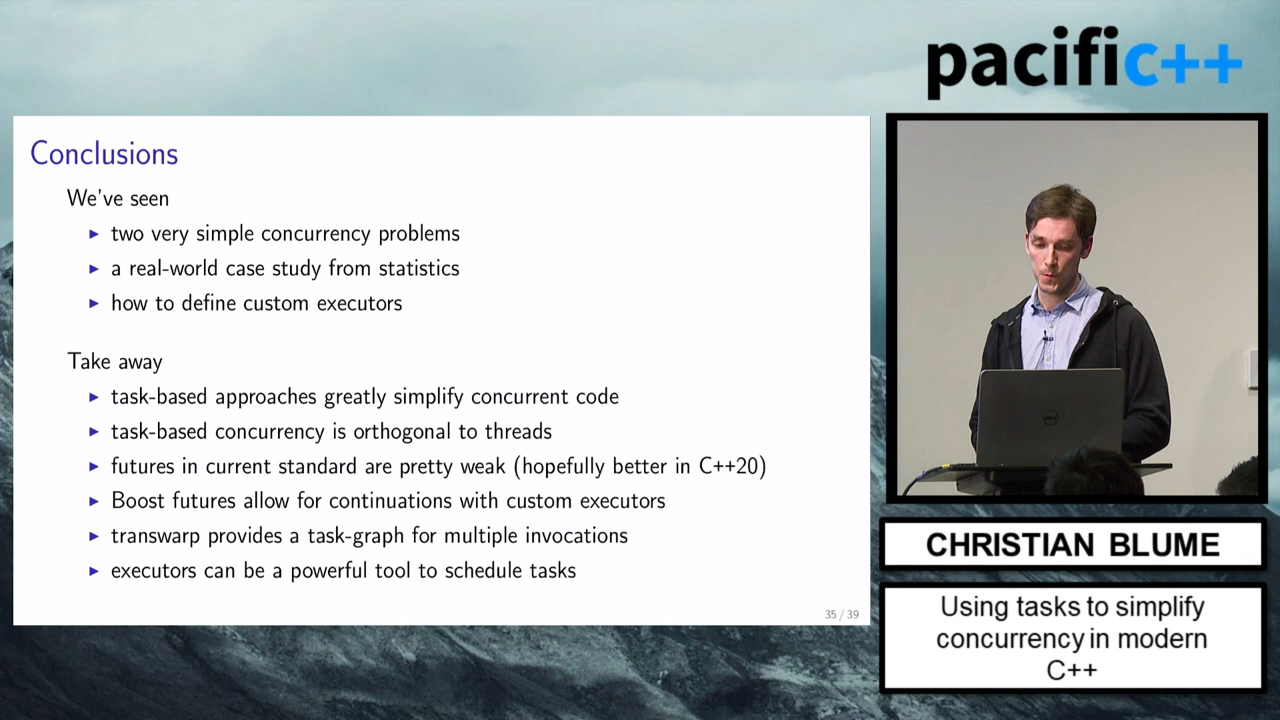 pacific++
Conclusions
We've seen
two very simple concurrency problems
a real-world case study from statistics
how to define custom executors
Take away
task-based approaches greatly simplify concurrent code
task-based concurrency is orthogonal to threads
futures in current standard are pretty weak (hopefully better in C++20)
Boost futures allow for continuations with custom executors
transwarp provides a task-graph for multiple invocations
executors can be a powerful tool to schedule tasks
35 / 39
DELL
CHRISTIAN BLUME
Using tasks to simplify
concurrency in modern
C++